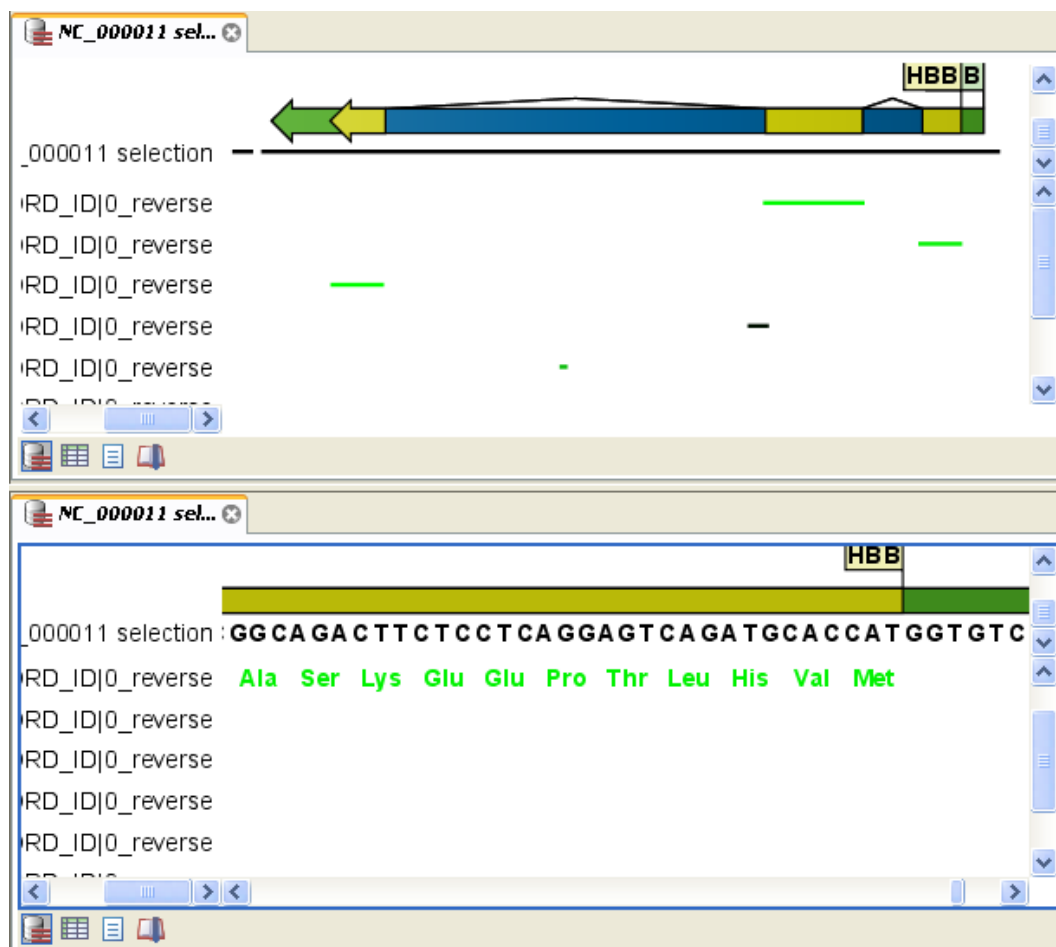 NC_000011 sel...
HBB B
_000011 selection
RD_ID|0_reverse
RD_ID|0_reverse
RD_ID|0_reverse
RD_ID|0_reverse
RD_ID|0_reverse
NC_000011 sel...
HBB
_000011 selection GGCAGACTTCTCCTCAGGAGTCAGATGCACCATGGTGTC
RD_ID|0_reverse Ala Ser Lys Glu Glu Pro Thr Leu His Val Met
RD_ID|0_reverse
RD_ID|0_reverse
RD_ID|0_reverse
RD_ID|0_reverse